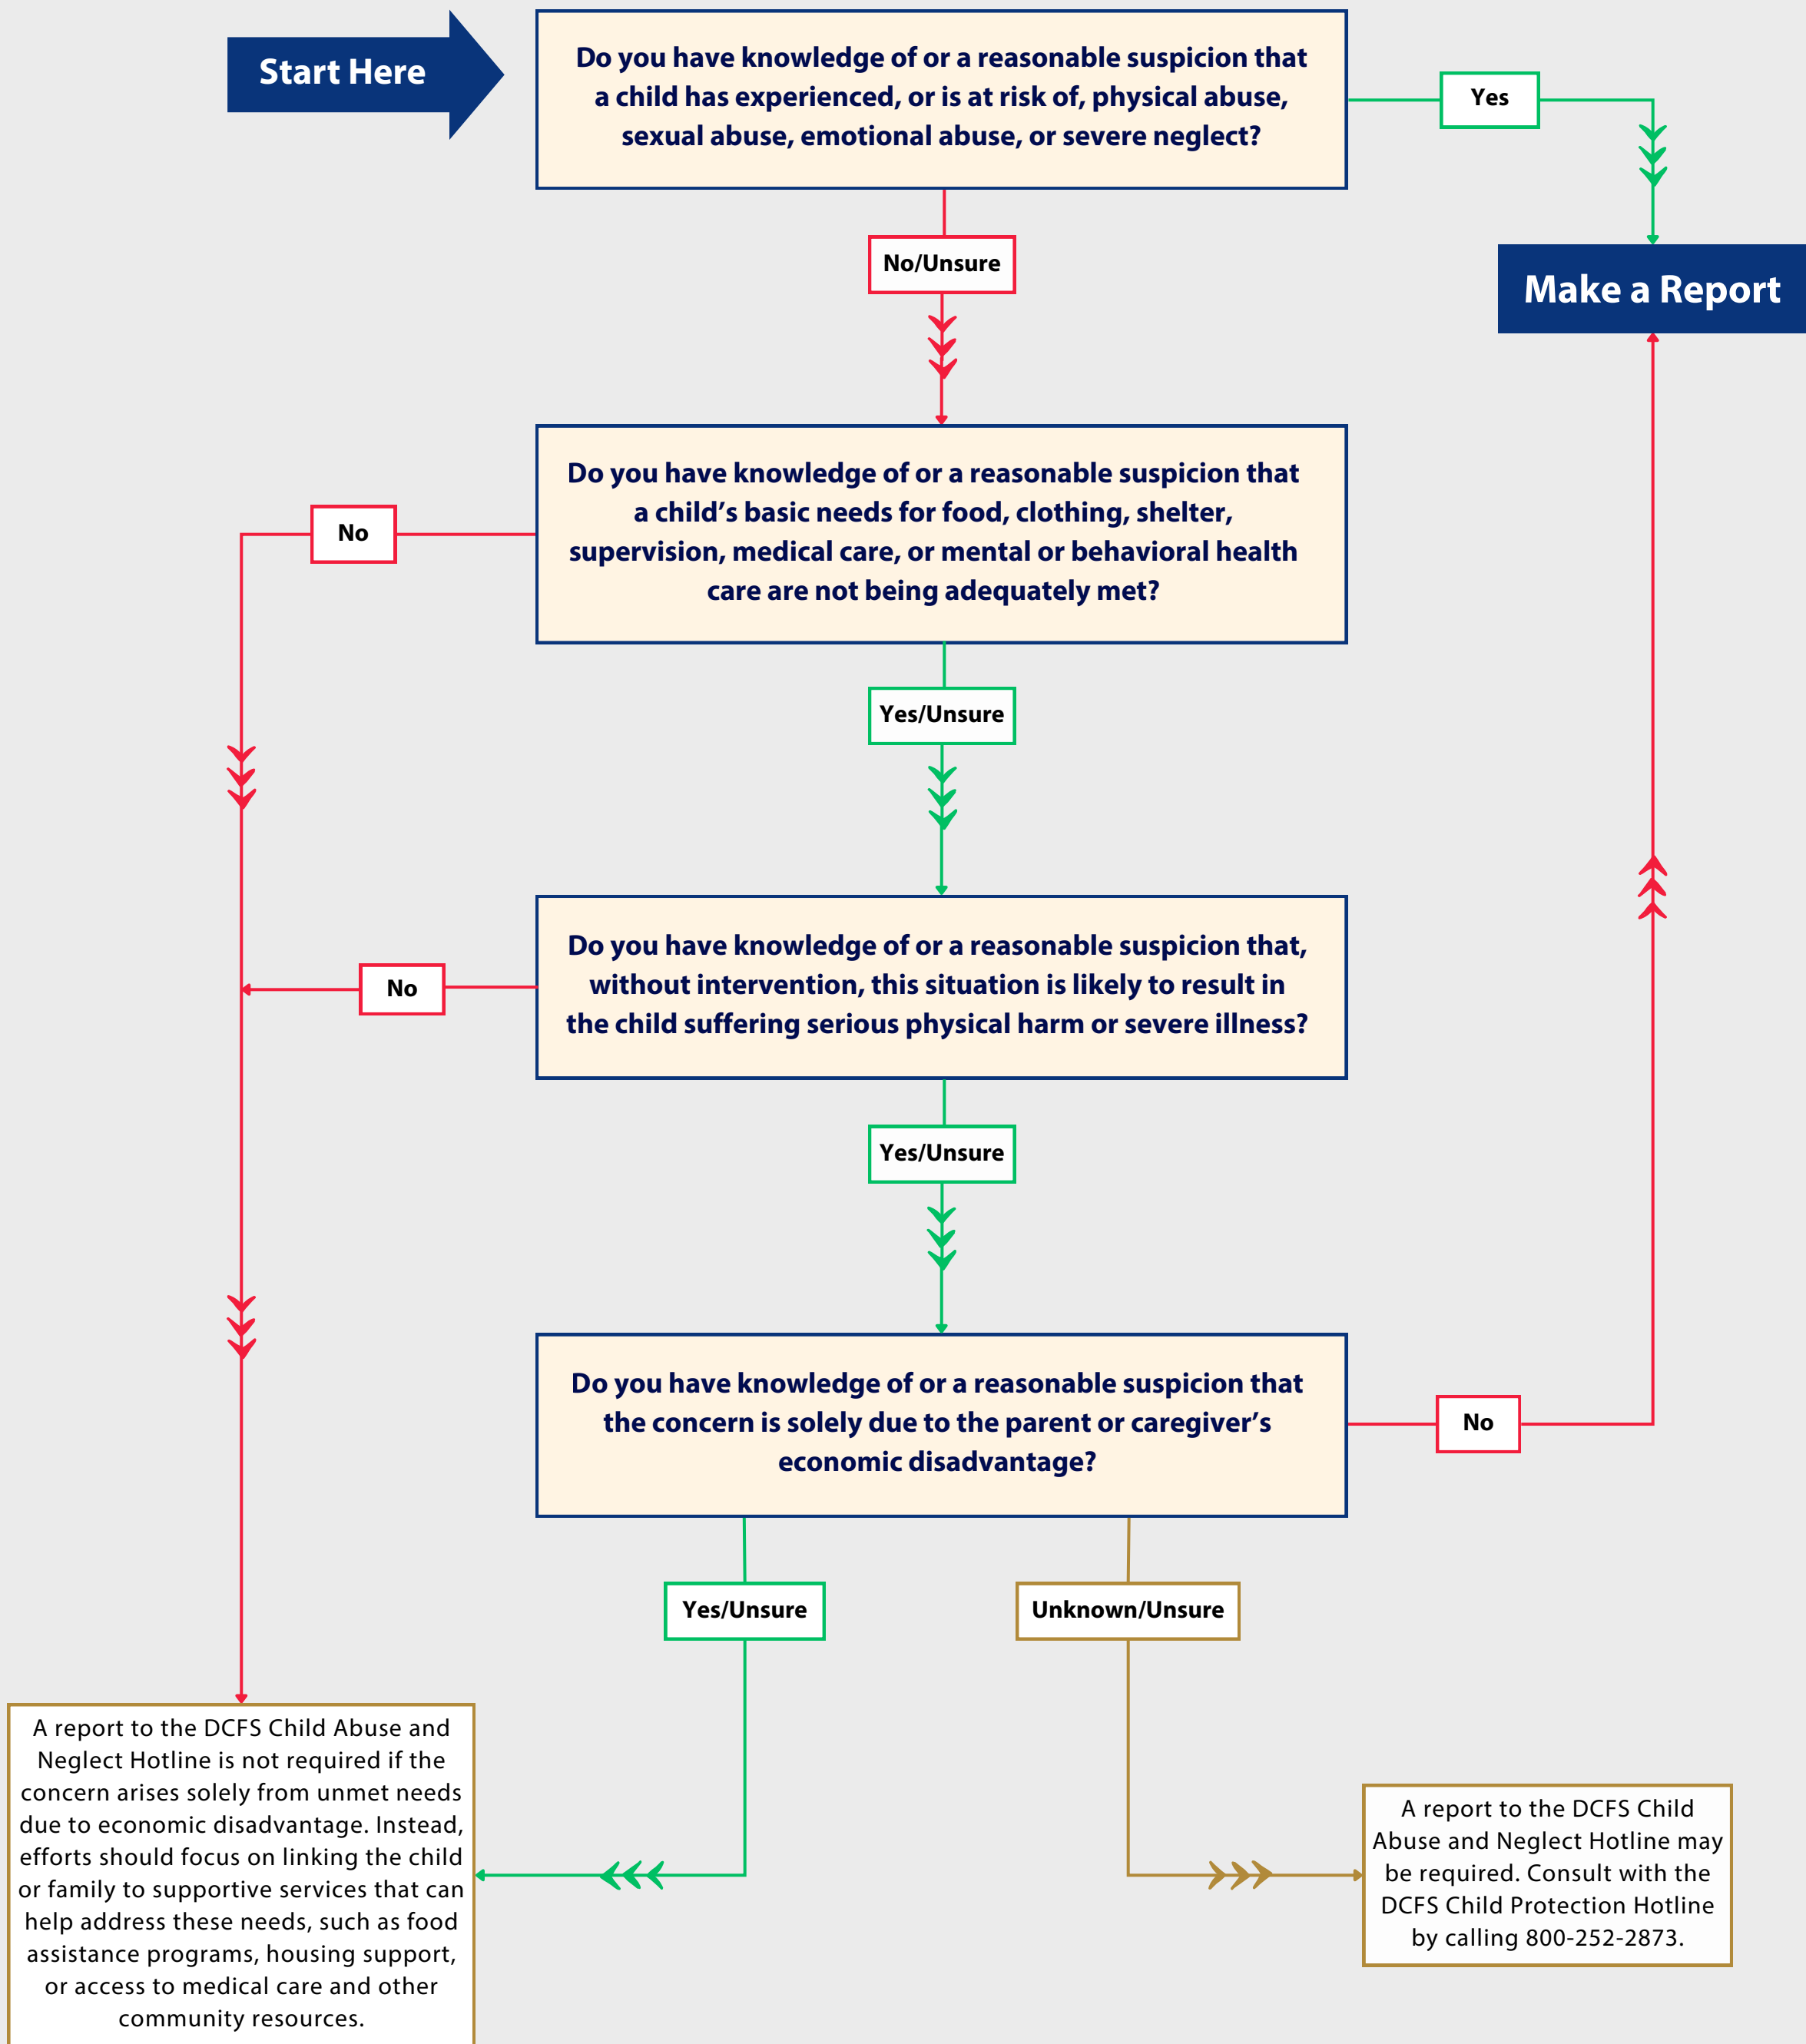 Start Here
Do you have knowledge of or a reasonable suspicion that
a child has experienced, or is at risk of, physical abuse,
sexual abuse, emotional abuse, or severe neglect?
Yes
No/Unsure
Make a Report
Do you have knowledge of or a reasonable suspicion that
a child’s basic needs for food, clothing, shelter,
supervision, medical care, or mental or behavioral health
care are not being adequately met?
No
Yes/Unsure
Do you have knowledge of or a reasonable suspicion that,
without intervention, this situation is likely to result in
the child suffering serious physical harm or severe illness?
No
Yes/Unsure
Do you have knowledge of or a reasonable suspicion that
the concern is solely due to the parent or caregiver’s
economic disadvantage?
No
Yes/Unsure
Unknown/Unsure
A report to the DCFS Child Abuse and
Neglect Hotline is not required if the
concern arises solely from unmet needs
due to economic disadvantage. Instead,
efforts should focus on linking the child
or family to supportive services that can
help address these needs, such as food
assistance programs, housing support,
or access to medical care and other
community resources.
A report to the DCFS Child
Abuse and Neglect Hotline may
be required. Consult with the
DCFS Child Protection Hotline
by calling 800-252-2873.